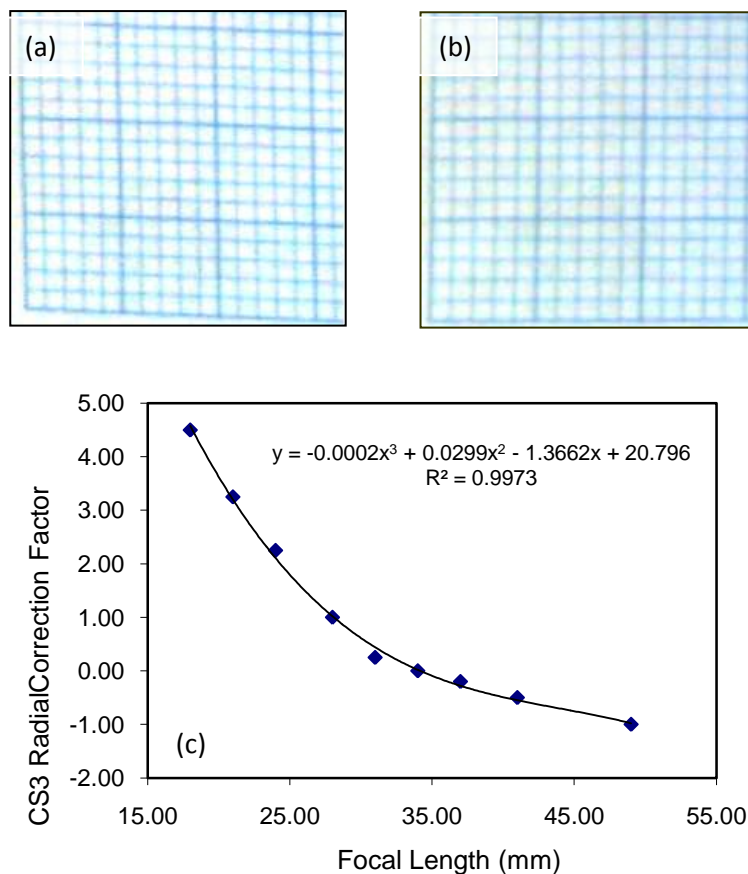 (a)
(b)
5.00
4.00
3.00
2.00
1.00
0.00
-1.00
-2.00
CS3 RadialCorrection Factor
y = -0.0002x³ + 0.0299x² - 1.3662x + 20.796
R² = 0.9973
(c)
15.00 25.00 35.00 45.00 55.00
Focal Length (mm)